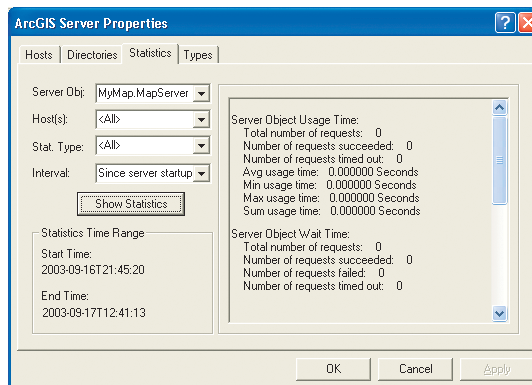 ArcGIS Server Properties
Hosts Directories Statistics Types
Server Obj: MyMap.MapServer
Host(s): <All>
Stat. Type: <All>
Interval: Since server startup
Show Statistics
Statistics Time Range
Start Time:
2003-09-16T21:45:20
End Time:
2003-09-17T12:41:13
Server Object Usage Time:
Total number of requests: 0
Number of requests succeeded: 0
Number of requests timed out: 0
Avg usage time: 0.000000 Seconds
Min usage time: 0.000000 Seconds
Max usage time: 0.000000 Seconds
Sum usage time: 0.000000 Seconds
Server Object Wait Time:
Total number of requests: 0
Number of requests succeeded: 0
Number of requests failed: 0
Number of requests timed out: 0
OK Cancel Apply